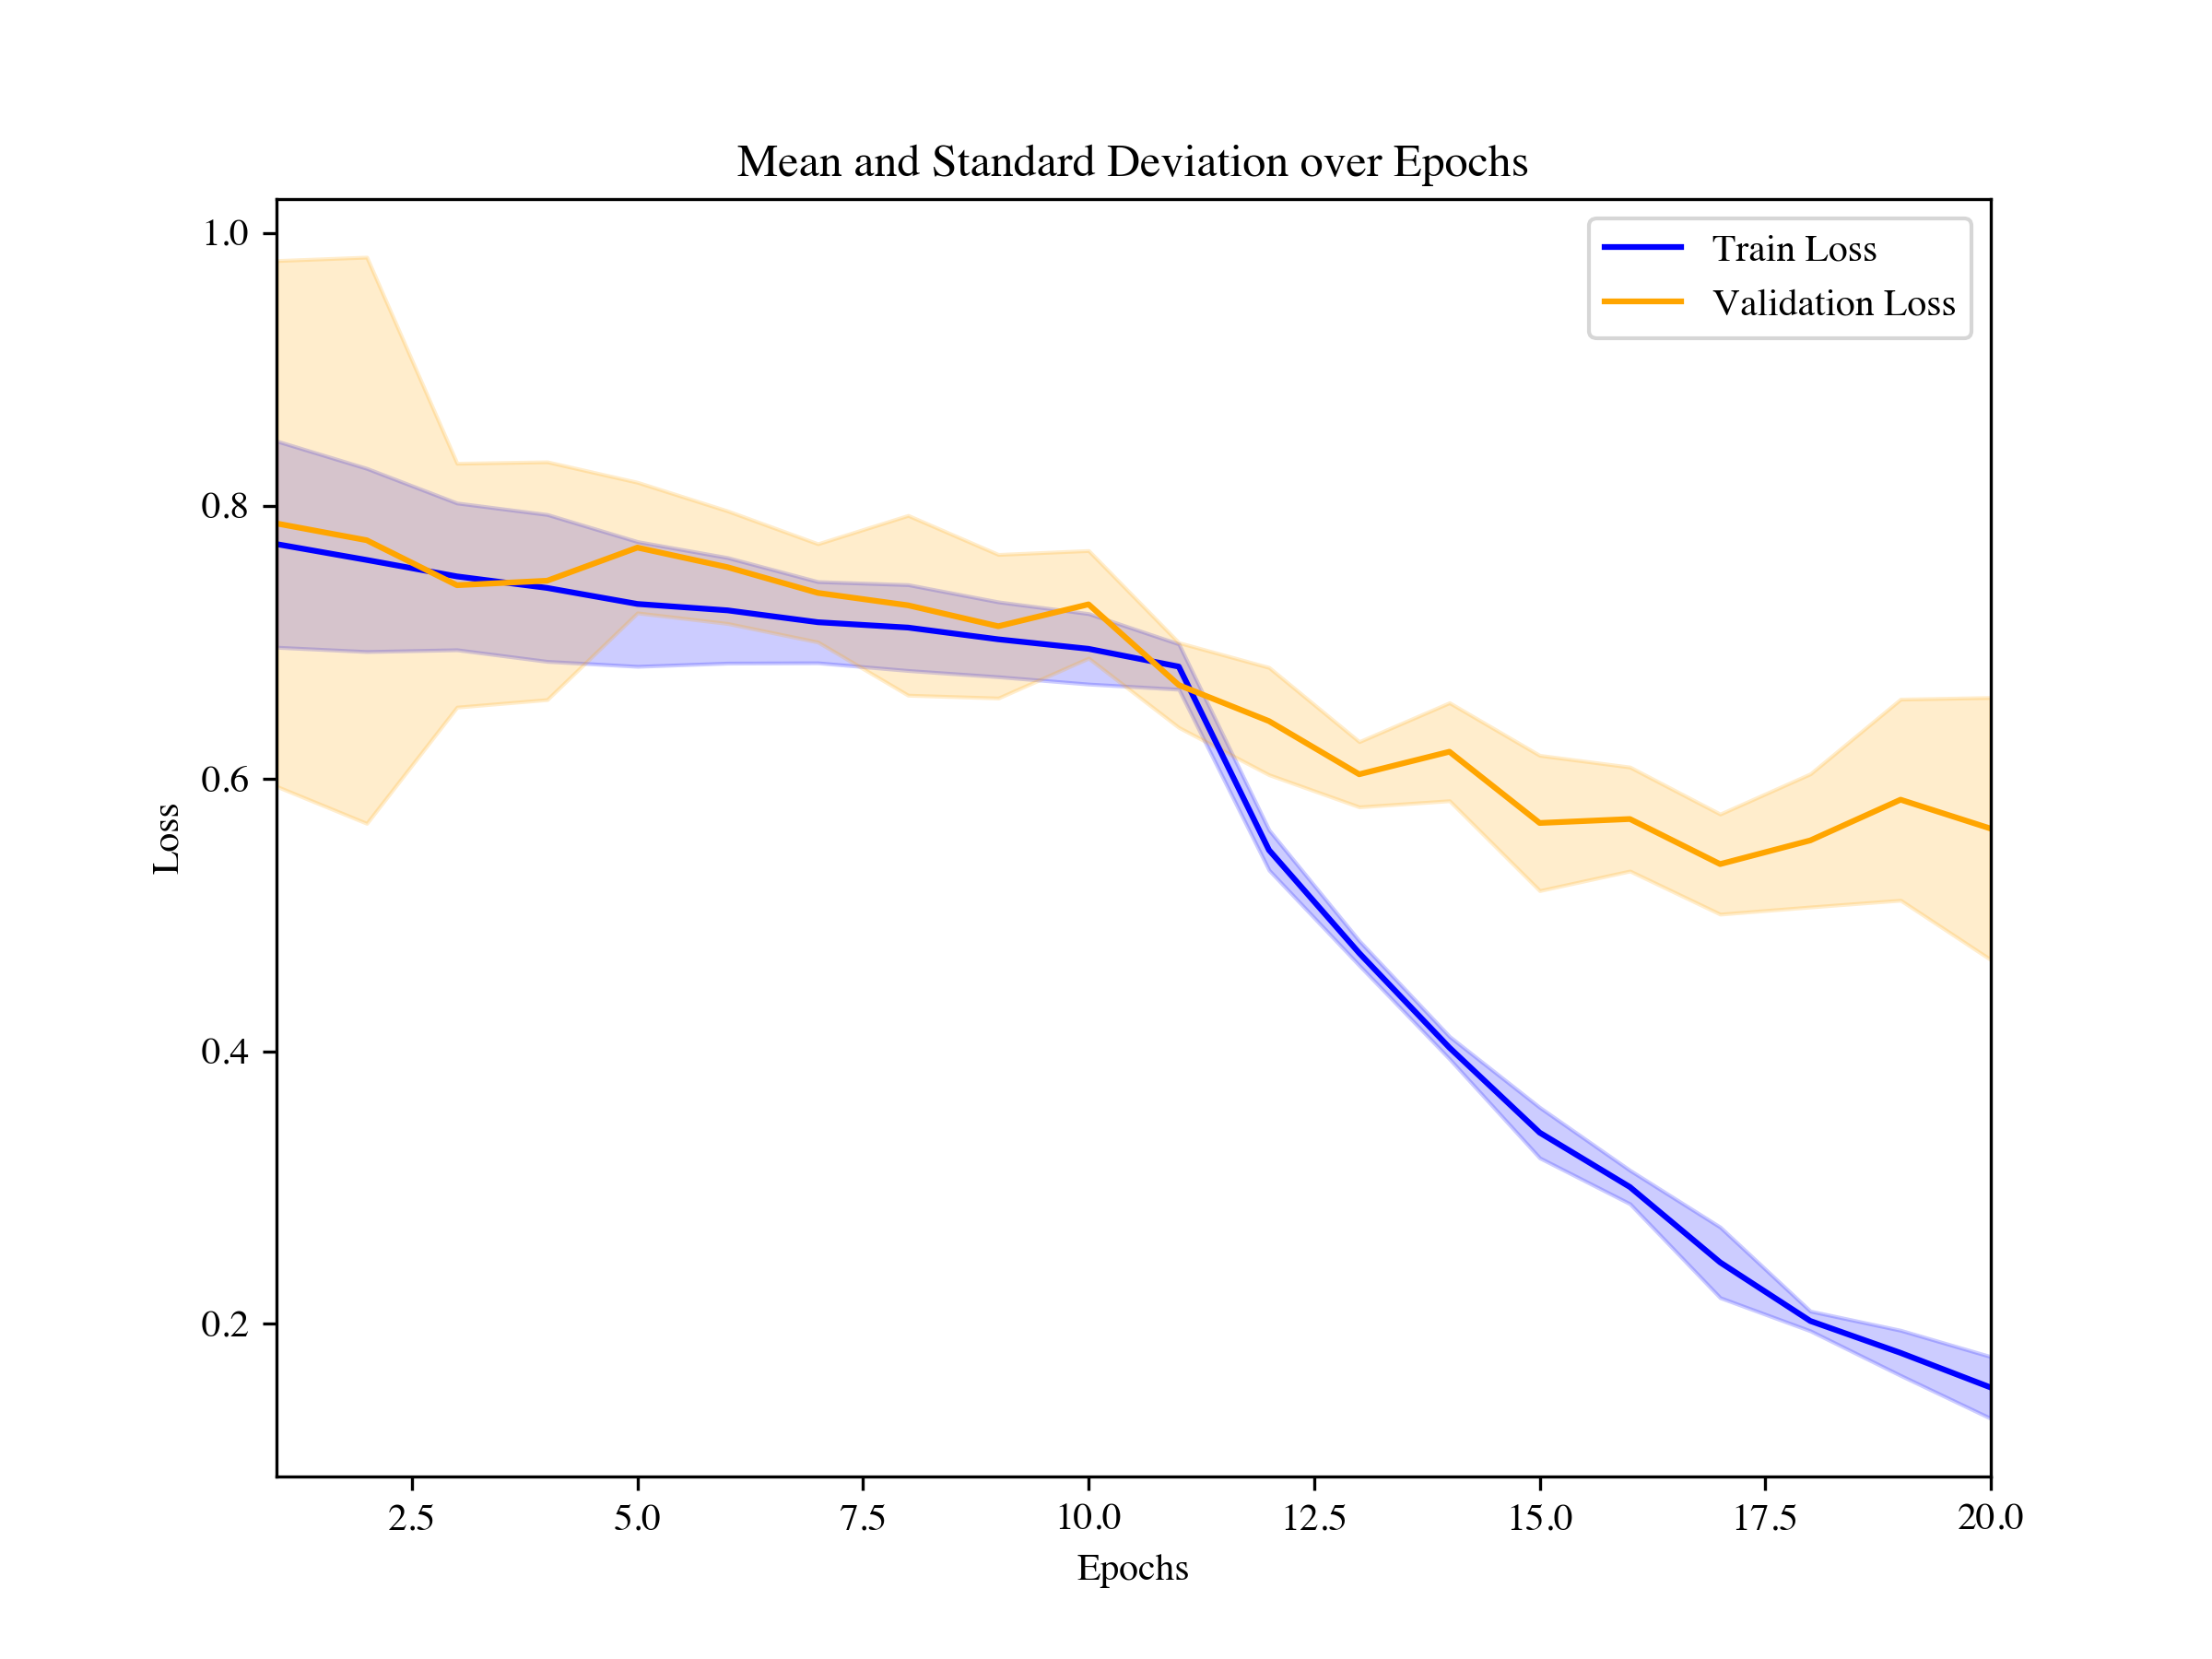 Mean and Standard Deviation over Epochs
Train Loss
Validation Loss
1.0
0.8
0.6
0.4
0.2
Loss
2.5 5.0 7.5 10.0 12.5 15.0 17.5 20.0
Epochs